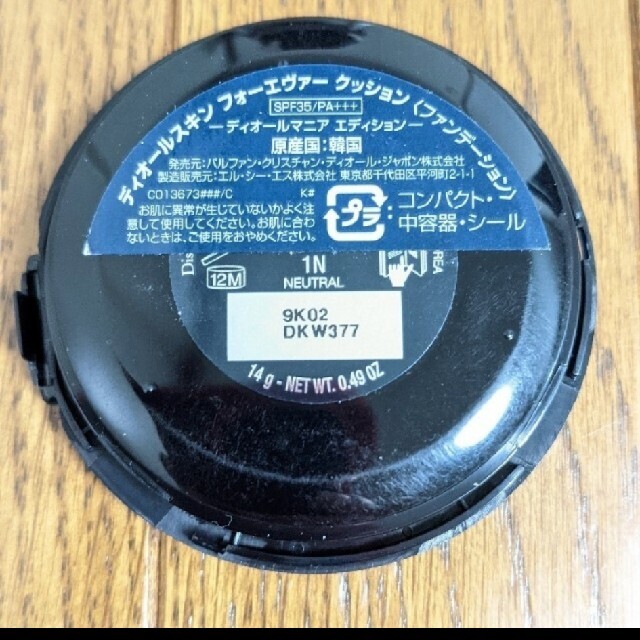 ディオールスキン フォーエヴァー クッション〈ファンデーション〉
SPF35/PA+++
― ディオールマニア エディション ―
原産国:韓国
発売元:パルファン・クリスチャン・ディオール・ジャポン株式会社
製造販売元:エル・シー・エス株式会社 東京都千代田区平河町2-1-1
CD13673###/C K#
お肌に異常が生じていないかよく注
意して使用してください。お肌に合わ
ないときは、ご使用をおやめください。
プラ
コンパクト・
中容器・シール
1N
NEUTRAL
12M
9K02
DKW377
14 g - NET WT. 0.49 OZ